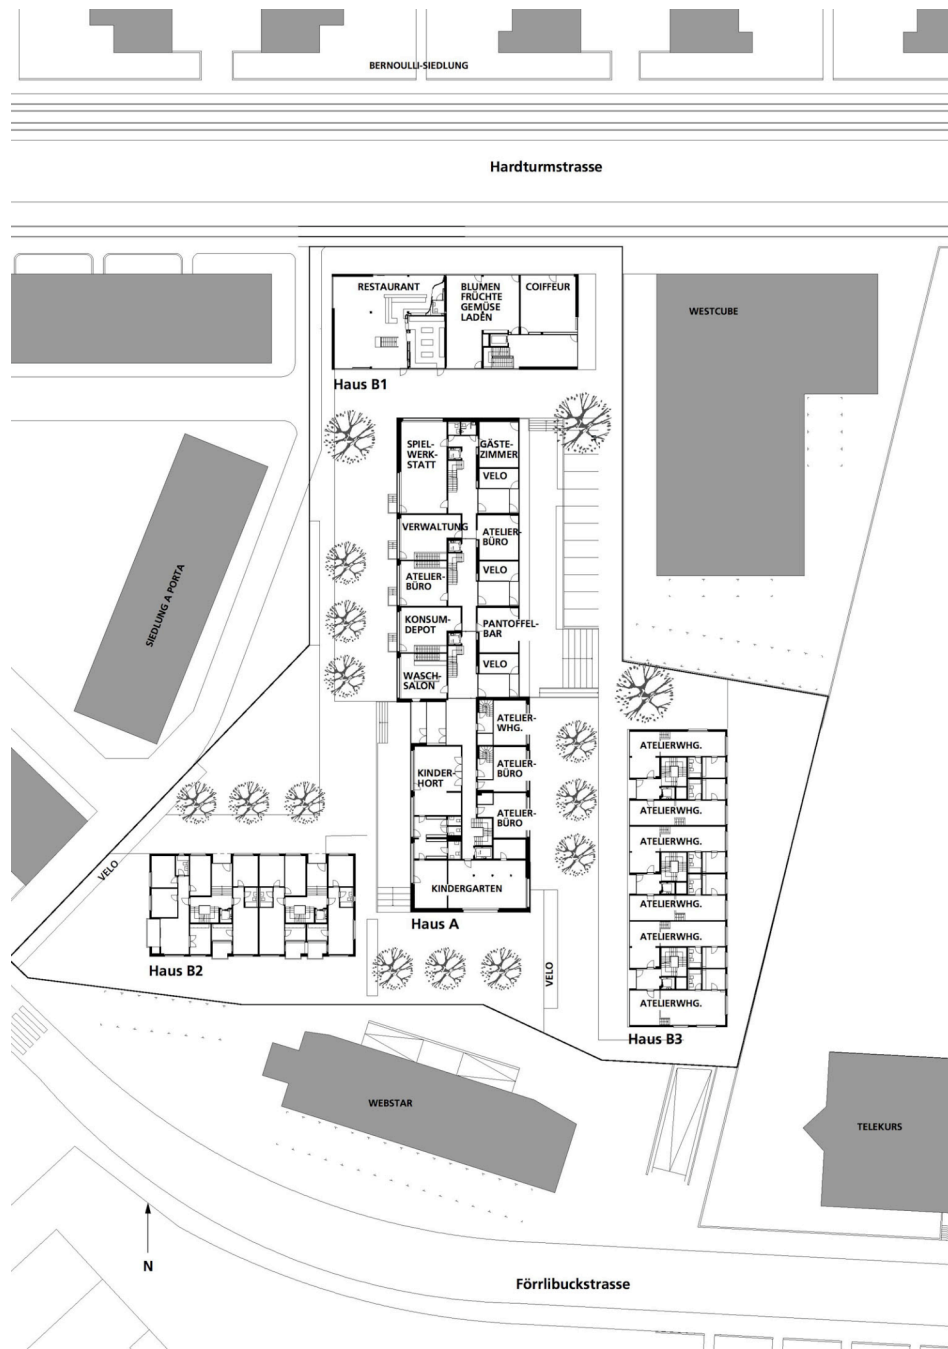 BERNOULLI-SIEDLUNG
Hardturmstrasse
RESTAURANT
BLUMEN
FRÜCHTE
GEMÜSE
LADEN
COIFFEUR
WESTCUBE
Haus B1
SPIEL-
WERK-
STATT
GÄSTE-
ZIMMER
VELO
VERWALTUNG
ATELIER-
BÜRO
VELO
ATELIER-
BÜRO
SIEDLUNG A PORTA
KONSUM-
DEPOT
PANTOFFEL-
BAR
WASCH-
SALON
VELO
ATELIER-
WHG.
KINDER-
HORT
ATELIER-
BÜRO
ATELIER-
BÜRO
KINDERGARTEN
Haus A
ATELIERWHG.
ATELIERWHG.
ATELIERWHG.
ATELIERWHG.
ATELIERWHG.
ATELIERWHG.
Haus B3
VELO
Haus B2
VELO
WEBSTAR
TELEKURS
N
Förrlibuckstrasse